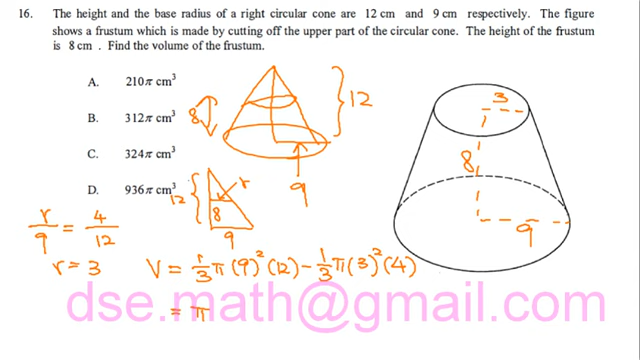 16. The height and the base radius of a right circular cone are 12 cm and 9 cm respectively. The figure
shows a frustum which is made by cutting off the upper part of the circular cone. The height of the frustum
is 8 cm . Find the volume of the frustum.
A. 210π cm³
B. 312π cm³
C. 324π cm³
D. 936π cm³
8
12
9
3
8
9
12
r
8
9
r/9 = 4/12
r = 3
V = 1/3 π (9)² (12) − 1/3 π (3)² (4)
= π
dse.math@gmail.com